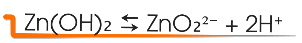 Zn(OH)₂ ⇆ ZnO₂²⁻ + 2H⁺